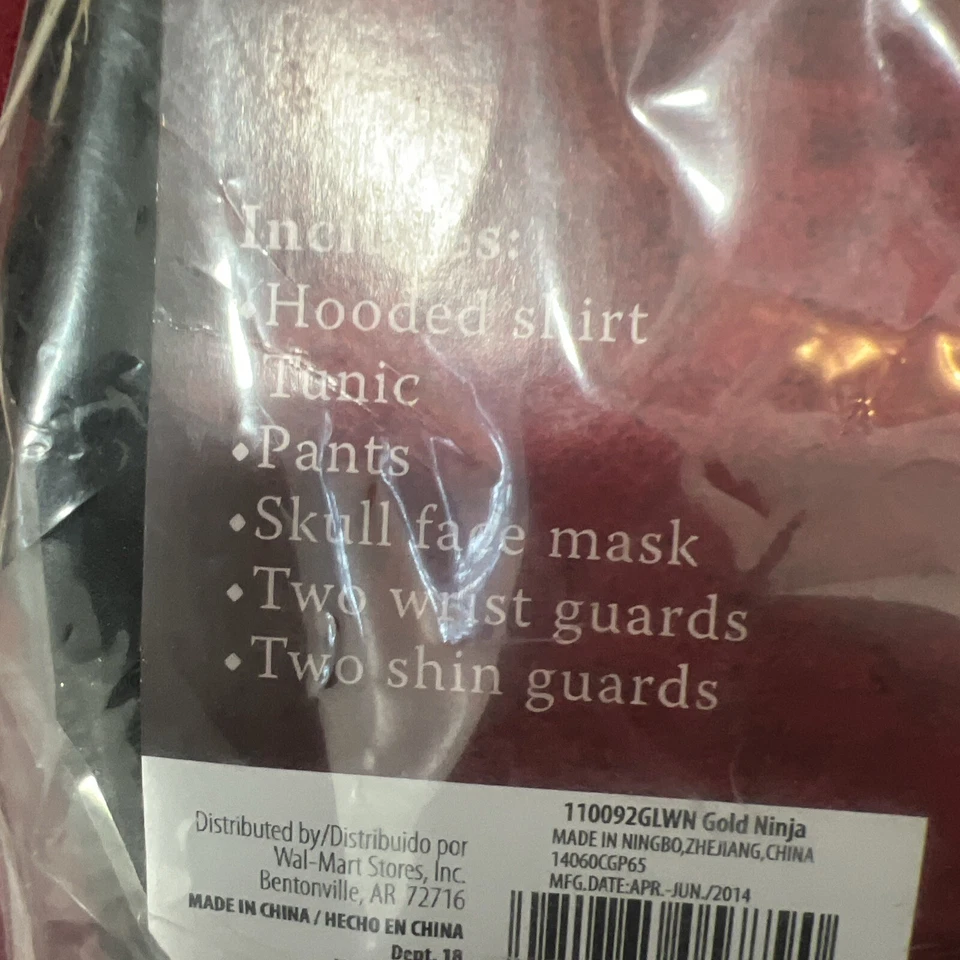 Includes:
Hooded shirt
Tunic
•Pants
•Skull face mask
•Two wrist guards
•Two shin guards
Distributed by/Distribuido por
Wal-Mart Stores, Inc.
Bentonville, AR 72716
MADE IN CHINA / HECHO EN CHINA
Dept. 18
110092GLWN Gold Ninja
MADE IN NINGBO,ZHEJIANG,CHINA
14060CGP65
MFG.DATE:APR.-JUN./2014